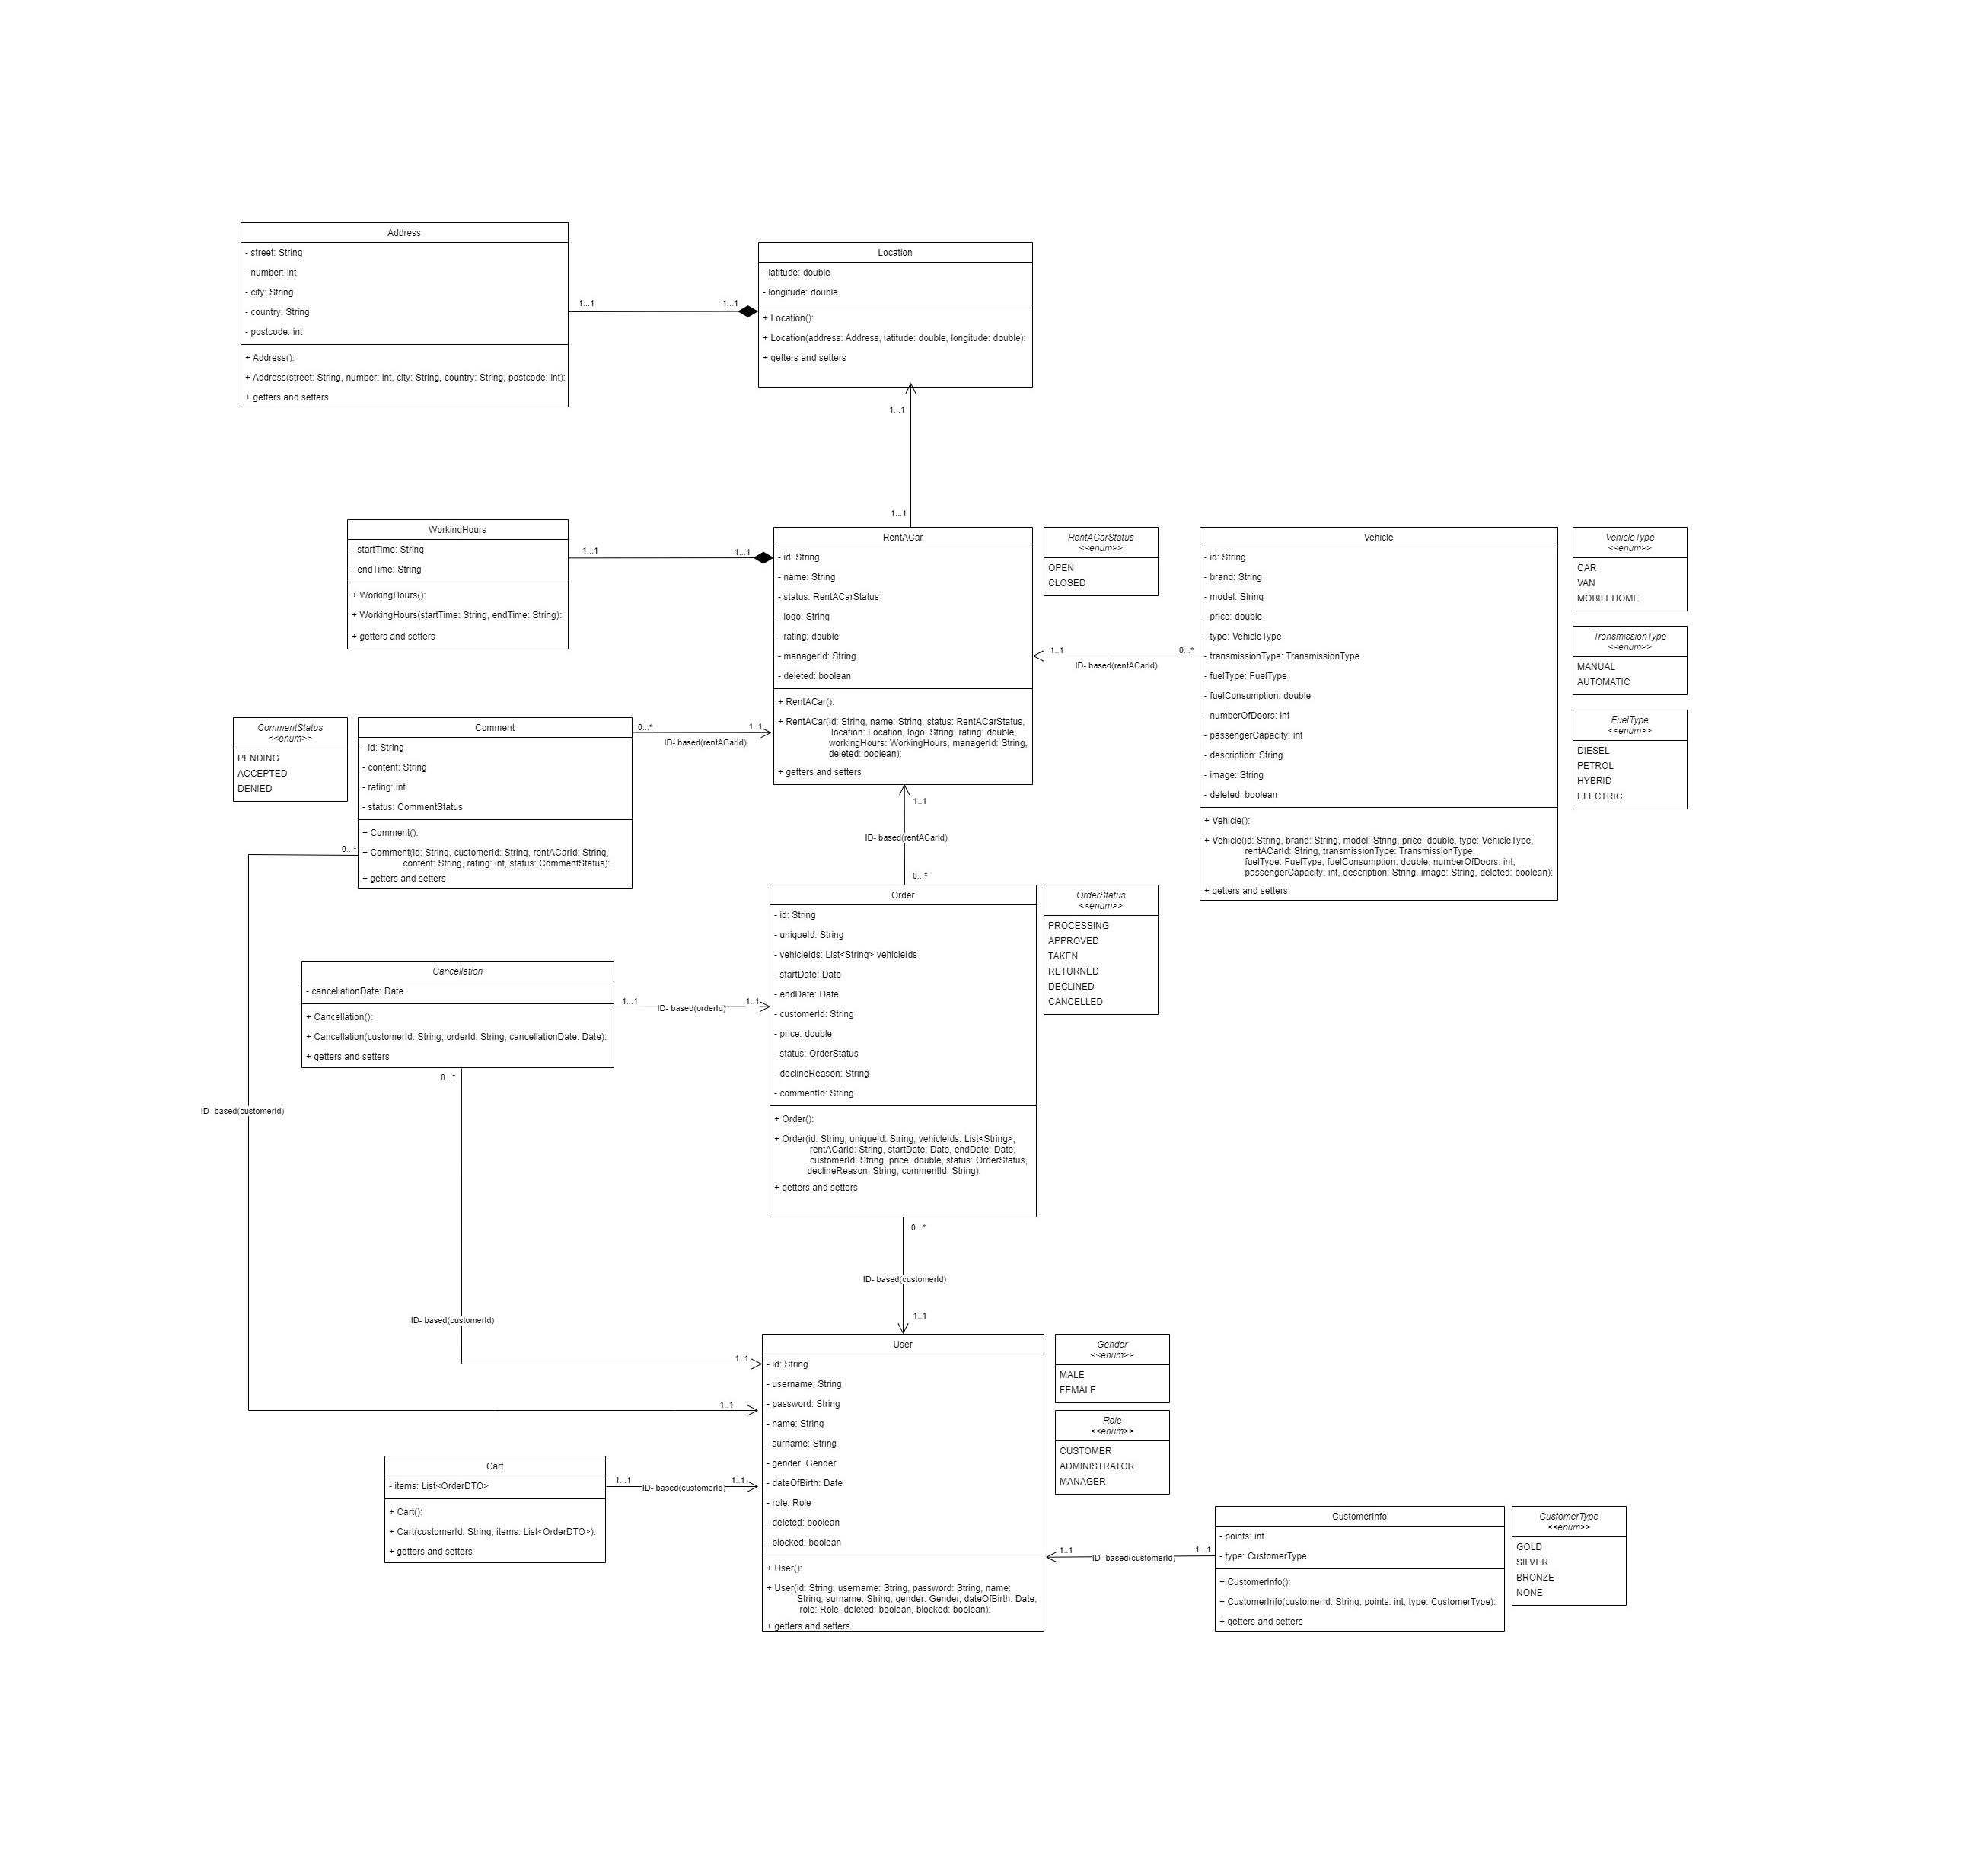 Address
- street: String
- number: int
- city: String
- country: String
- postcode: int
+ Address():
+ Address(street: String, number: int, city: String, country: String, postcode: int):
+ getters and setters
1...1
1...1
Location
- latitude: double
- longitude: double
+ Location():
+ Location(address: Address, latitude: double, longitude: double):
+ getters and setters
1...1
1...1
WorkingHours
- startTime: String
- endTime: String
+ WorkingHours():
+ WorkingHours(startTime: String, endTime: String):
+ getters and setters
1...1
1...1
RentACar
- id: String
- name: String
- status: RentACarStatus
- logo: String
- rating: double
- managerId: String
- deleted: boolean
+ RentACar():
+ RentACar(id: String, name: String, status: RentACarStatus,
location: Location, logo: String, rating: double,
workingHours: WorkingHours, managerId: String,
deleted: boolean):
+ getters and setters
RentACarStatus
<<enum>>
OPEN
CLOSED
1..1
0...*
ID- based(rentACarId)
Vehicle
- id: String
- brand: String
- model: String
- price: double
- type: VehicleType
- transmissionType: TransmissionType
- fuelType: FuelType
- fuelConsumption: double
- numberOfDoors: int
- passengerCapacity: int
- description: String
- image: String
- deleted: boolean
+ Vehicle():
+ Vehicle(id: String, brand: String, model: String, price: double, type: VehicleType,
rentACarId: String, transmissionType: TransmissionType,
fuelType: FuelType, fuelConsumption: double, numberOfDoors: int,
passengerCapacity: int, description: String, image: String, deleted: boolean):
+ getters and setters
VehicleType
<<enum>>
CAR
VAN
MOBILEHOME
TransmissionType
<<enum>>
MANUAL
AUTOMATIC
FuelType
<<enum>>
DIESEL
PETROL
HYBRID
ELECTRIC
CommentStatus
<<enum>>
PENDING
ACCEPTED
DENIED
Comment
- id: String
- content: String
- rating: int
- status: CommentStatus
+ Comment():
+ Comment(id: String, customerId: String, rentACarId: String,
content: String, rating: int, status: CommentStatus):
+ getters and setters
0...*
1...1
ID- based(rentACarId)
0...*
1..1
ID- based(rentACarId)
0...*
Order
- id: String
- uniqueId: String
- vehicleIds: List<String> vehicleIds
- startDate: Date
- endDate: Date
- customerId: String
- price: double
- status: OrderStatus
- declineReason: String
- commentId: String
+ Order():
+ Order(id: String, uniqueId: String, vehicleIds: List<String>,
rentACarId: String, startDate: Date, endDate: Date,
customerId: String, price: double, status: OrderStatus,
declineReason: String, commentId: String):
+ getters and setters
OrderStatus
<<enum>>
PROCESSING
APPROVED
TAKEN
RETURNED
DECLINED
CANCELLED
Cancellation
- cancellationDate: Date
+ Cancellation():
+ Cancellation(customerId: String, orderId: String, cancellationDate: Date):
+ getters and setters
1...1
ID- based(orderId)
1..1
0...*
ID- based(customerId)
0...*
ID- based(customerId)
1..1
ID- based(customerId)
1..1
1..1
User
- id: String
- username: String
- password: String
- name: String
- surname: String
- gender: Gender
- dateOfBirth: Date
- role: Role
- deleted: boolean
- blocked: boolean
+ User():
+ User(id: String, username: String, password: String, name:
String, surname: String, gender: Gender, dateOfBirth: Date,
role: Role, deleted: boolean, blocked: boolean):
+ getters and setters
Gender
<<enum>>
MALE
FEMALE
Role
<<enum>>
CUSTOMER
ADMINISTRATOR
MANAGER
Cart
- items: List<OrderDTO>
+ Cart():
+ Cart(customerId: String, items: List<OrderDTO>):
+ getters and setters
1...1
ID- based(customerId)
1..1
1..1
ID- based(customerId)
1...1
CustomerInfo
- points: int
- type: CustomerType
+ CustomerInfo():
+ CustomerInfo(customerId: String, points: int, type: CustomerType):
+ getters and setters
CustomerType
<<enum>>
GOLD
SILVER
BRONZE
NONE